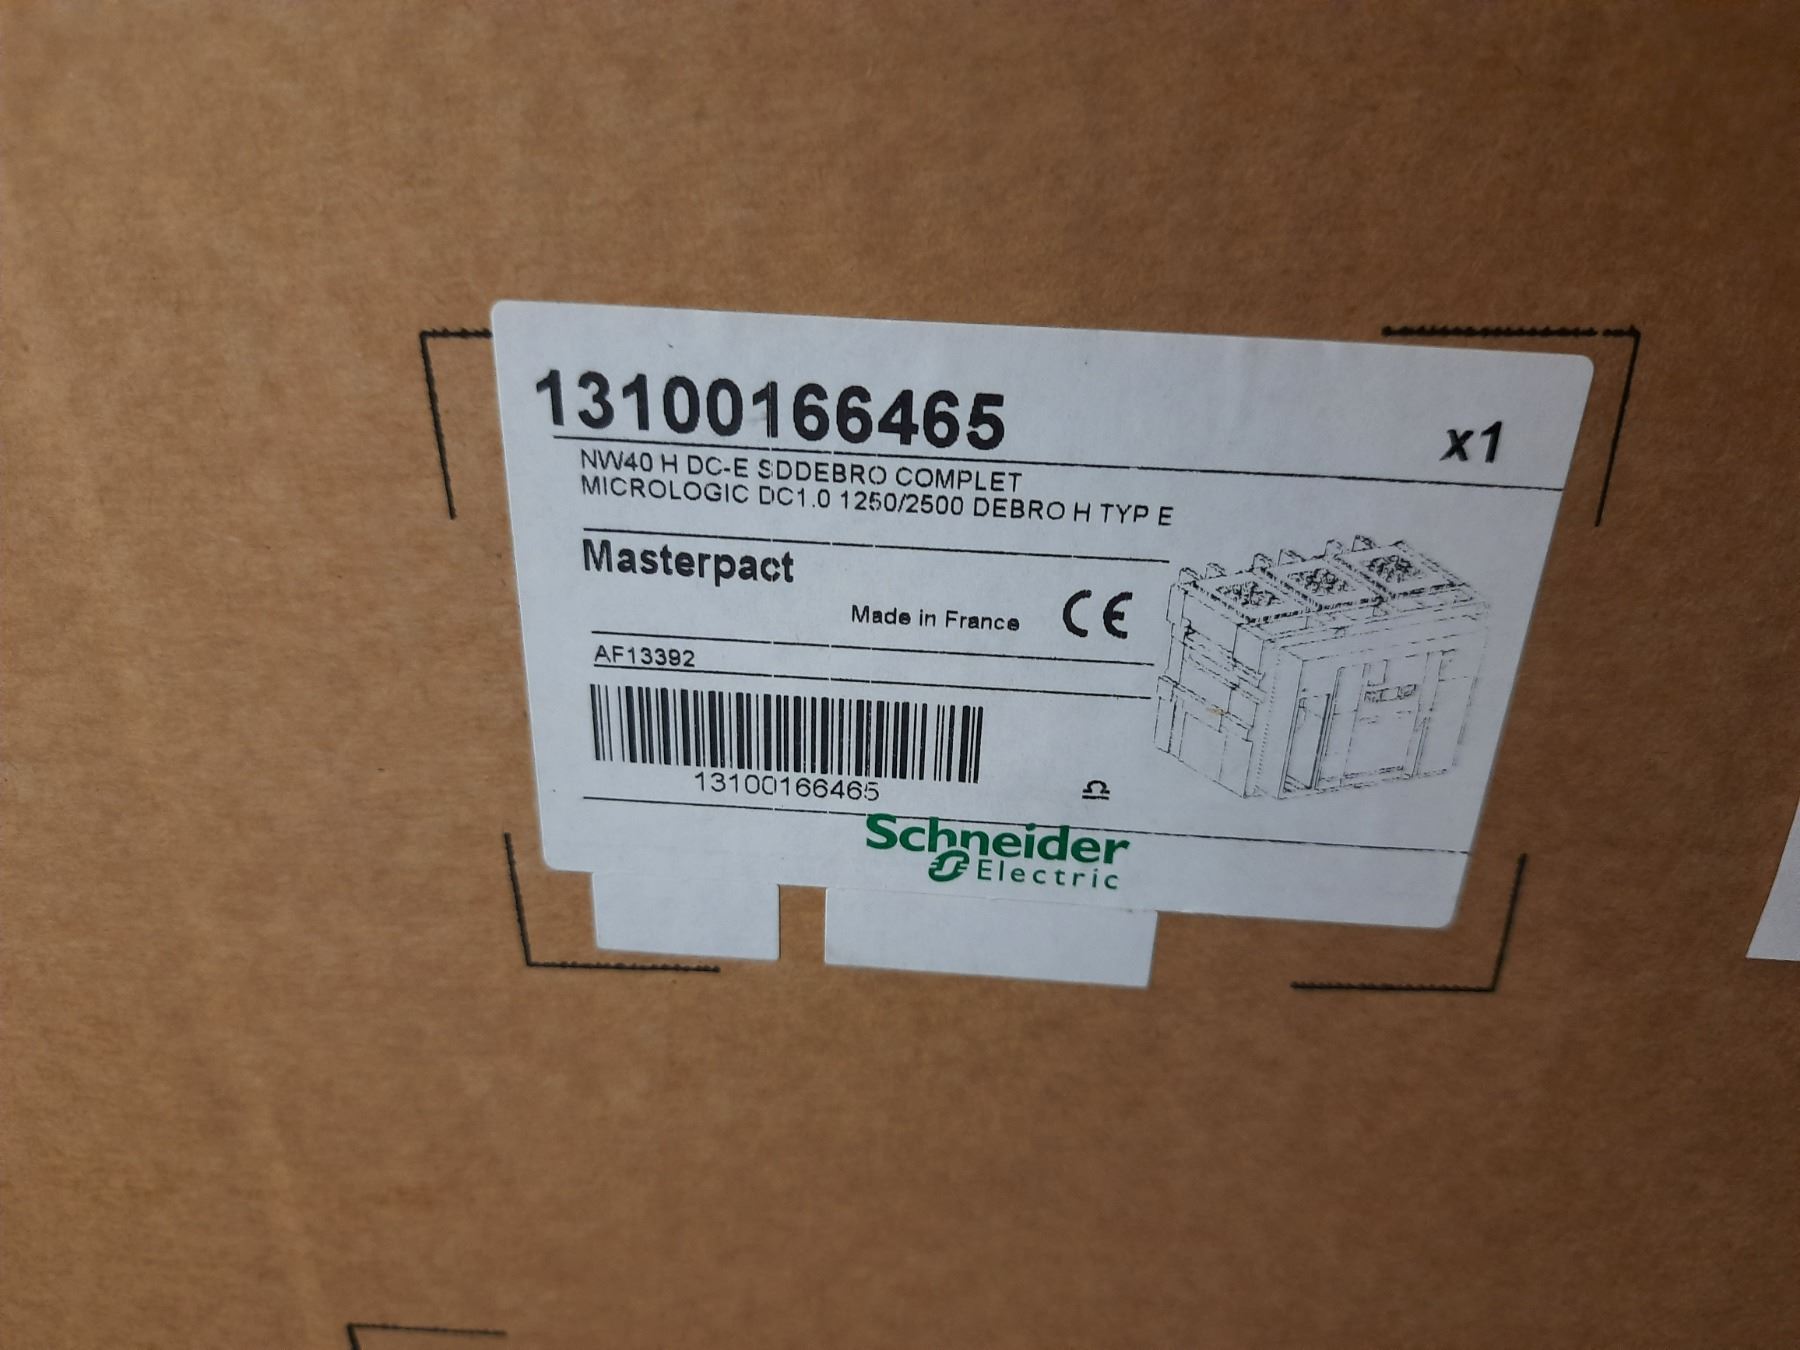 13100166465
x1
NW40 H DC-E SDDEBRO COMPLET
MICROLOGIC DC1.0 1250/2500 DEBRO H TYP E
Masterpact
Made in France CE
AF13392
13100166465
Schneider
Electric